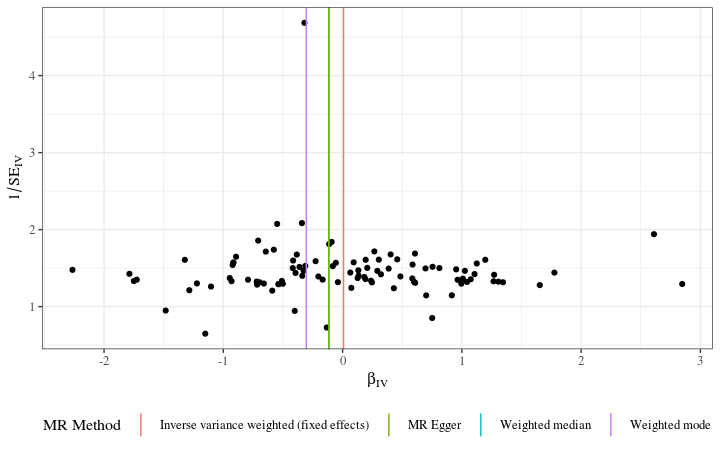 4
3
2
1
1/SE_IV
-2 -1 0 1 2 3
β_IV
MR Method Inverse variance weighted (fixed effects) MR Egger Weighted median Weighted mode